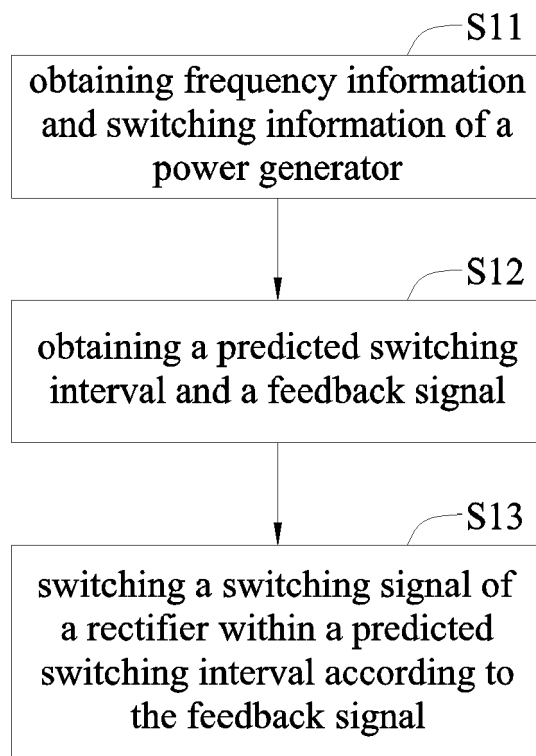 S11
obtaining frequency information
and switching information of a
power generator
S12
obtaining a predicted switching
interval and a feedback signal
S13
switching a switching signal of
a rectifier within a predicted
switching interval according to
the feedback signal